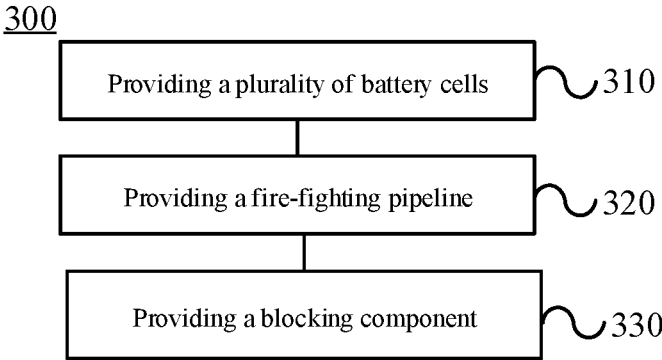 300
Providing a plurality of battery cells 310
Providing a fire-fighting pipeline 320
Providing a blocking component 330